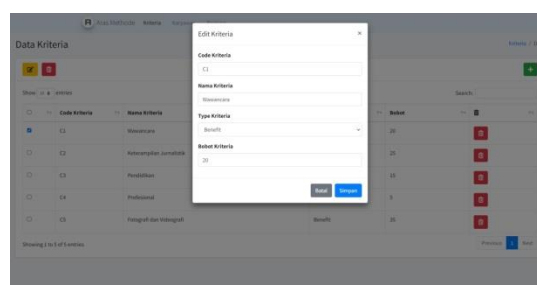 Kriteria
Edit Kriteria ×
Data Kriteria
Kriteria /
Code Kriteria
C1
Nama Kriteria
Wawancara
Type Kriteria
Benefit
Bobot Kriteria
20
Batal Simpan
Show entries Search:
Code Kriteria Nama Kriteria Bobot
C1 Wawancara 20
C2 Keterampilan Jurnalistik 25
C3 Pendidikan 15
C4 Profesional 5
C5 Fotografi dan Videografi Benefit
Showing 1 to 5 of 5 entries Previous 1 Next